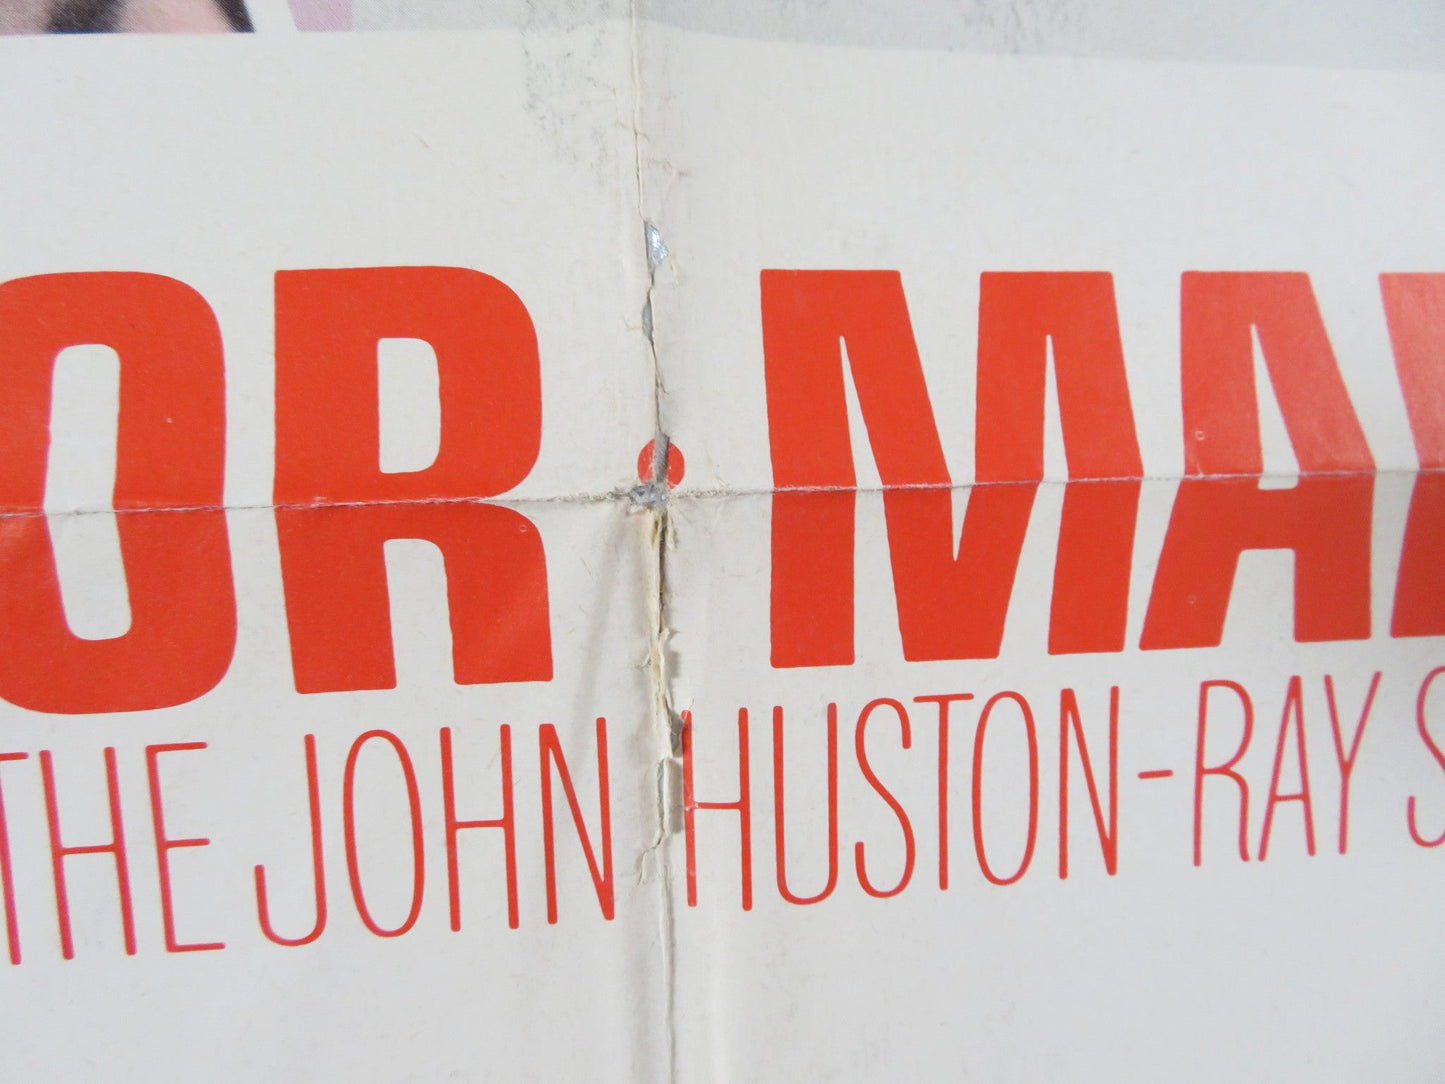 OR·MA
THE JOHN HUSTON-RAY S